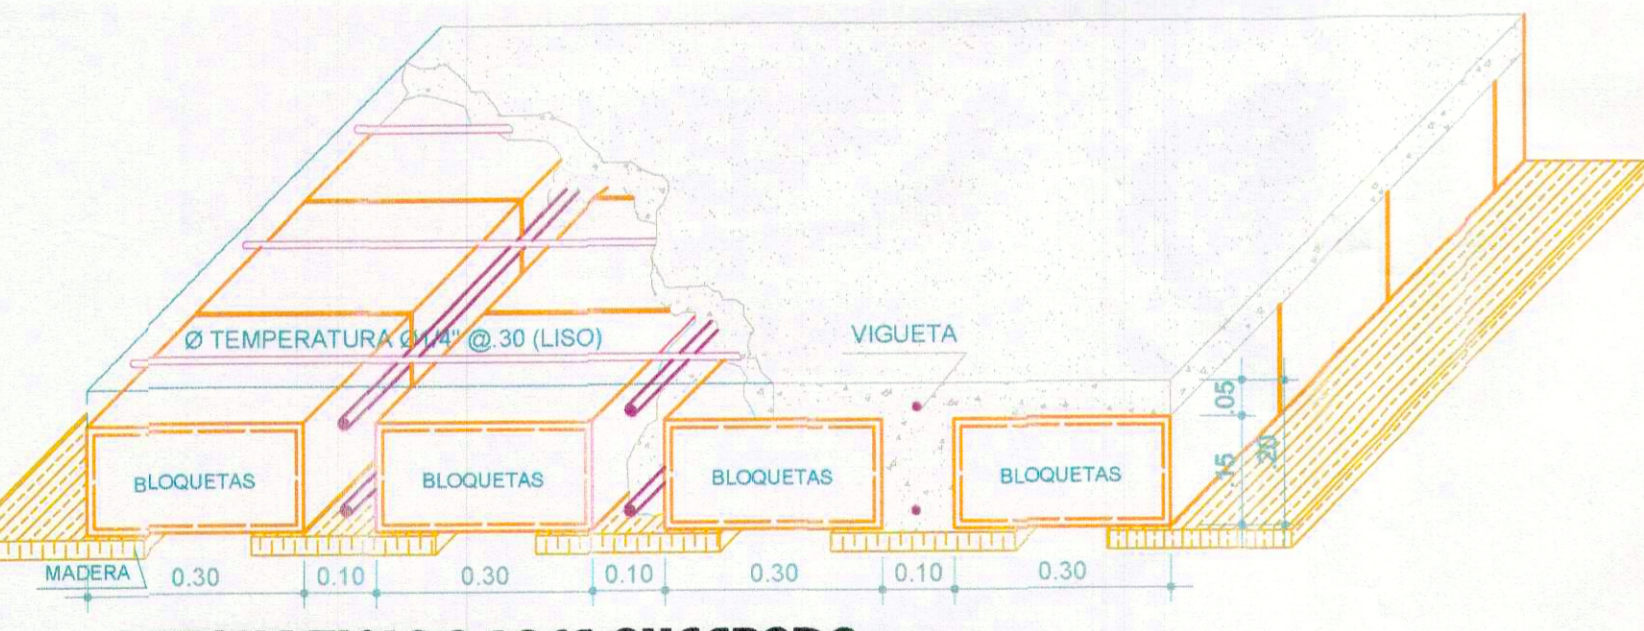 Ø TEMPERATURA Ø1/4" @.30 (LISO)
VIGUETA
.05
.15
.20
BLOQUETAS
BLOQUETAS
BLOQUETAS
BLOQUETAS
MADERA
0.30
0.10
0.30
0.10
0.30
0.10
0.30